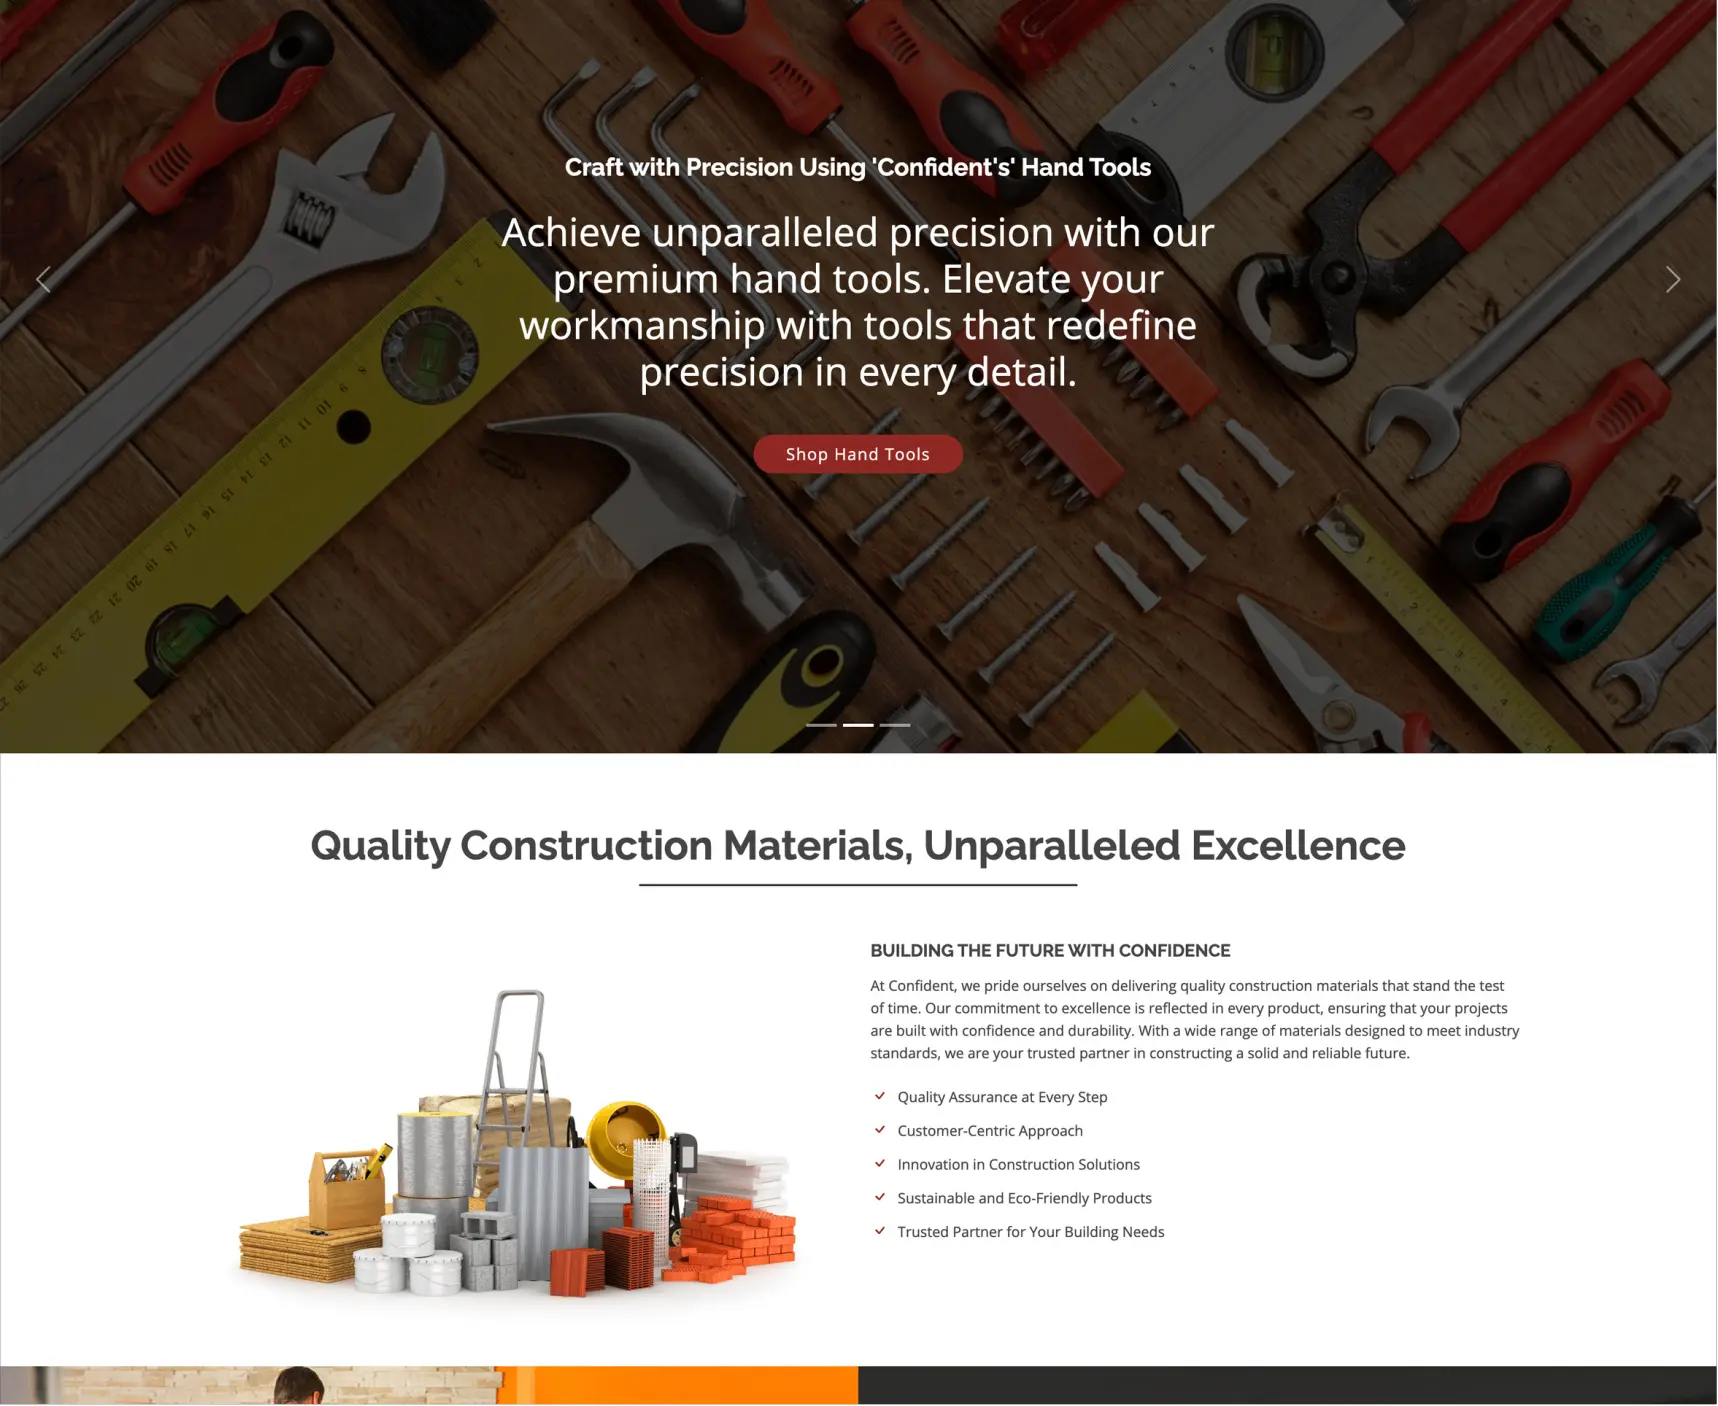 Craft with Precision Using 'Confident's' Hand Tools
Achieve unparalleled precision with our
premium hand tools. Elevate your
workmanship with tools that redefine
precision in every detail.
Shop Hand Tools
Quality Construction Materials, Unparalleled Excellence
BUILDING THE FUTURE WITH CONFIDENCE
At Confident, we pride ourselves on delivering quality construction materials that stand the test
of time. Our commitment to excellence is reflected in every product, ensuring that your projects
are built with confidence and durability. With a wide range of materials designed to meet industry
standards, we are your trusted partner in constructing a solid and reliable future.
Quality Assurance at Every Step
Customer-Centric Approach
Innovation in Construction Solutions
Sustainable and Eco-Friendly Products
Trusted Partner for Your Building Needs